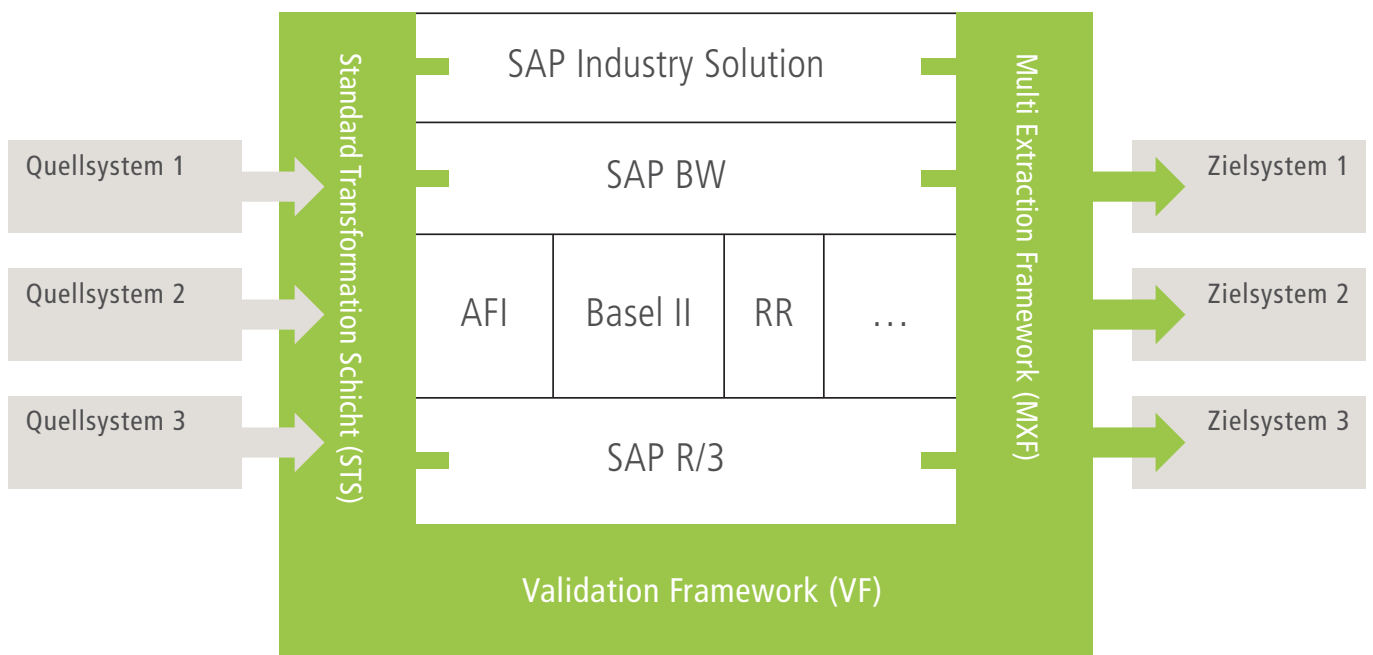 Quellsystem 1
Quellsystem 2
Quellsystem 3
Standard Transformation Schicht (STS)
SAP Industry Solution
SAP BW
AFI
Basel II
RR
...
SAP R/3
Multi Extraction Framework (MXF)
Zielsystem 1
Zielsystem 2
Zielsystem 3
Validation Framework (VF)